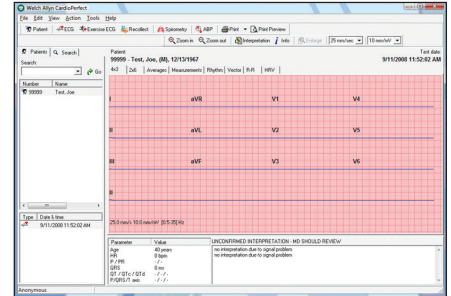 Welch Allyn CardioPerfect
File Edit View Action Tools Help
Patient ECG Exercise ECG Recollect Spirometry ABP Print Print Preview
Zoom in Zoom out Interpretation Info Enlarge 25 mm/sec 10 mm/mV
Patients Search
Search:
Go
Number Name
99999 Test, Joe
Type Date & time
9/11/2008 11:52:02 AM
Patient Test date
99999 - Test, Joe, (M), 12/13/1967 9/11/2008 11:52:02 AM
4x3 2x6 Averages Measurements Rhythm Vector R-R HRV
I aVR V1 V4
II aVL V2 V5
III aVF V3 V6
II
25.0 mm/s 10.0 mm/mV [0.5-35] Hz
Parameter Value
Age 40 years
HR 0 bpm
P / PR - / -
QRS 0 ms
QT / QTc / QTd - / - / -
P/QRS/T axis - / - / -
UNCONFIRMED INTERPRETATION - MD SHOULD REVIEW
no interpretation due to signal problem
no interpretation due to signal problem
Anonymous